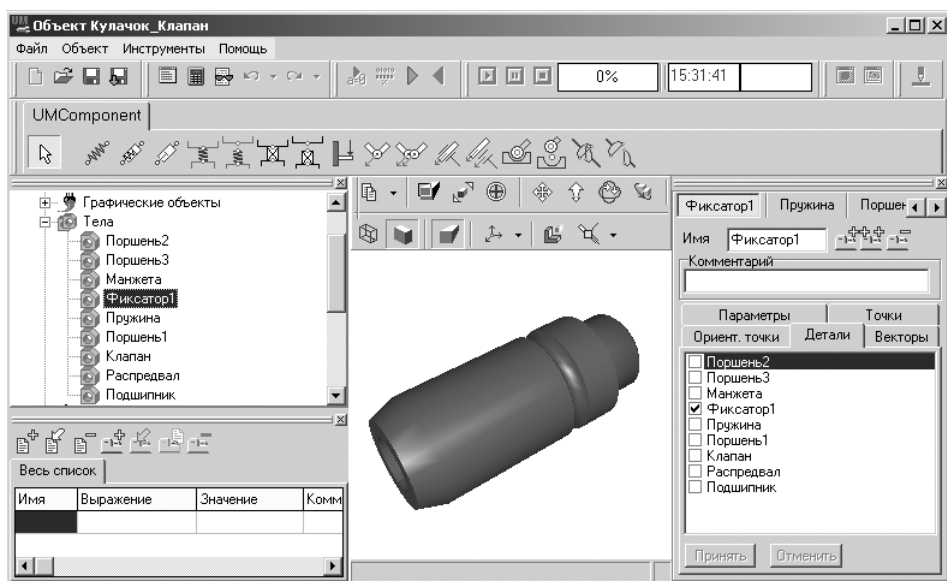 UM Объект Кулачок_Клапан
Файл Объект Инструменты Помощь
0% 15:31:41
UMComponent
Графические объекты
Тела
Поршень2
Поршень3
Манжета
Фиксатор1
Пружина
Поршень1
Клапан
Распредвал
Подшипник
Весь список
Имя Выражение Значение Комм
Фиксатор1 Пружина Поршен
Имя Фиксатор1
Комментарий
Параметры Точки
Ориент. точки Детали Векторы
Поршень2
Поршень3
Манжета
Фиксатор1
Пружина
Поршень1
Клапан
Распредвал
Подшипник
Принять Отменить